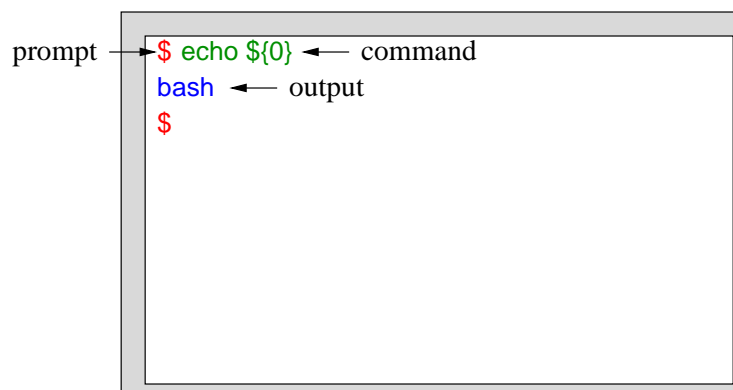 prompt $ echo ${0} command
bash output
$